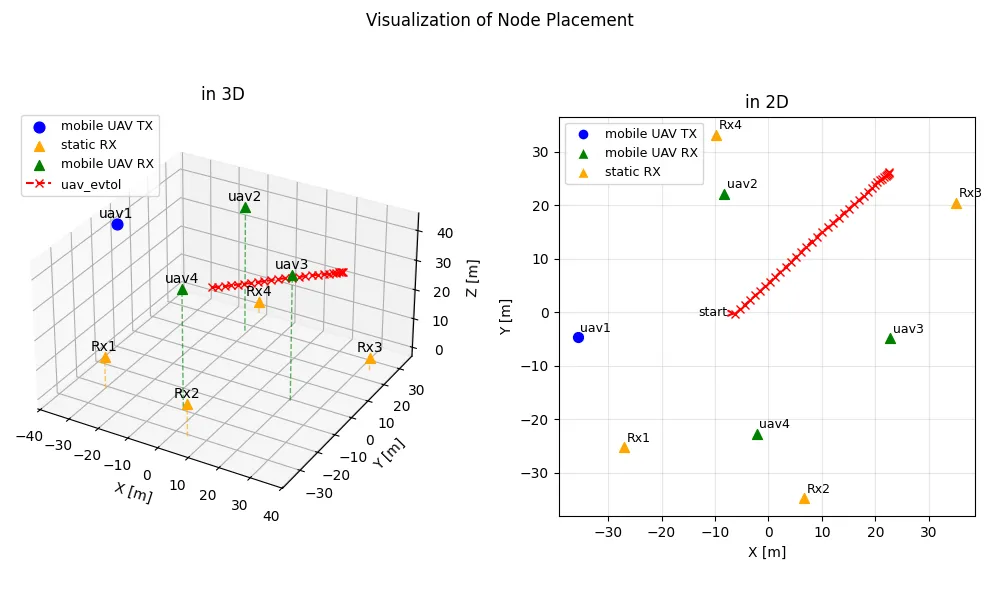 Visualization of Node Placement
in 3D
mobile UAV TX
static RX
mobile UAV RX
uav_evtol
uav1
uav2
uav3
uav4
Rx4
Rx1
Rx3
Rx2
40
30
20
10
0
Z [m]
−40
−30
−20
−10
0
10
20
30
40
X [m]
−30
−20
−10
0
10
20
30
Y [m]
in 2D
mobile UAV TX
mobile UAV RX
static RX
Rx4
uav2
Rx3
start
uav1
uav3
uav4
Rx1
Rx2
30
20
10
0
−10
−20
−30
Y [m]
−30
−20
−10
0
10
20
30
X [m]